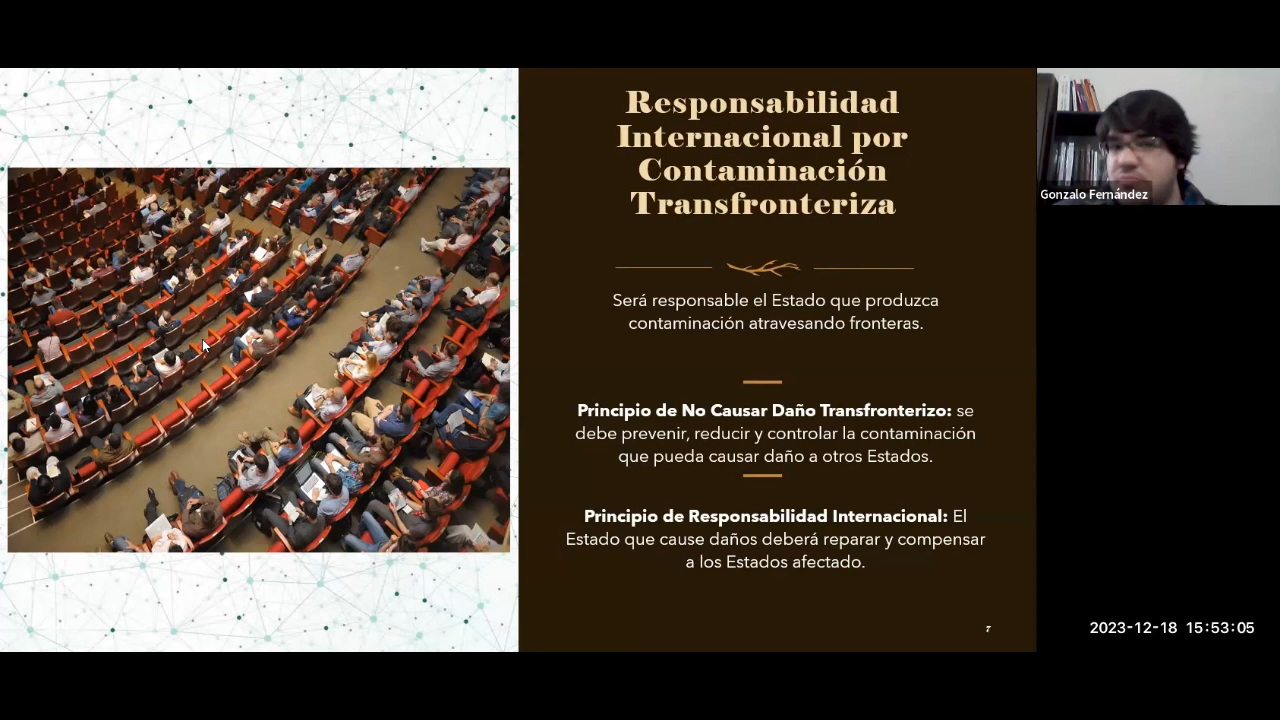 Responsabilidad
Internacional por
Contaminación
Transfronteriza
Será responsable el Estado que produzca
contaminación atravesando fronteras.
Principio de No Causar Daño Transfronterizo: se
debe prevenir, reducir y controlar la contaminación
que pueda causar daño a otros Estados.
Principio de Responsabilidad Internacional: El
Estado que cause daños deberá reparar y compensar
a los Estados afectado.
Gonzalo Fernández
2023-12-18 15:53:05